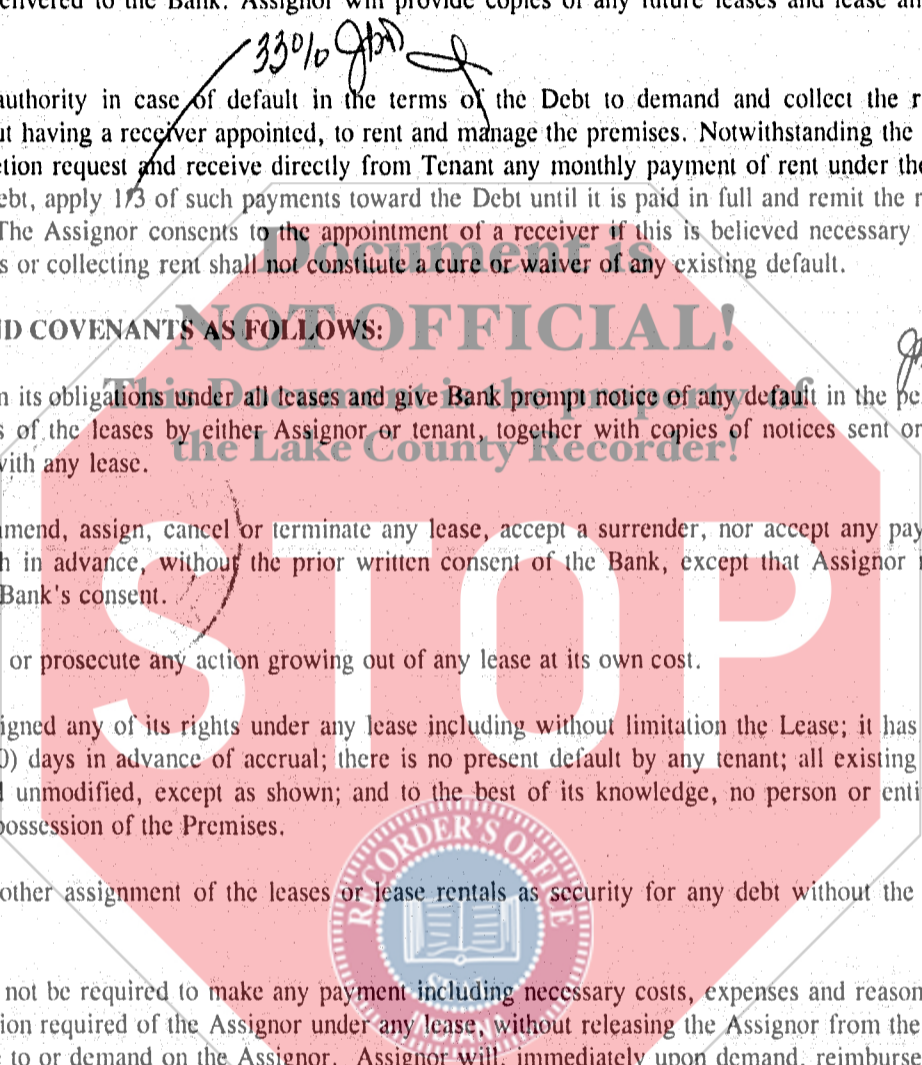 delivered to the Bank. Assignor will provide copies of any future leases and lease
33%
authority in case of default in the terms of the Debt to demand and collect the
having a receiver appointed, to rent and manage the premises. Notwithstanding the
request and receive directly from Tenant any monthly payment of rent under the
apply 1/3 of such payments toward the Debt until it is paid in full and remit the
The Assignor consents to the appointment of a receiver if this is believed necessary
or collecting rent shall not constitute a cure or waiver of any existing default.
Document is
NOT OFFICIAL!
This Document is the property of
the Lake County Recorder!
COVENANTS AS FOLLOWS:
its obligations under all leases and give Bank prompt notice of any default in the
of the leases by either Assignor or tenant, together with copies of notices sent or
with any lease.
STOP
amend, assign, cancel or terminate any lease, accept a surrender, nor accept any
in advance, without the prior written consent of the Bank, except that Assignor
Bank's consent.
or prosecute any action growing out of any lease at its own cost.
any of its rights under any lease including without limitation the Lease; it has
0) days in advance of accrual; there is no present default by any tenant; all existing
unmodified, except as shown; and to the best of its knowledge, no person or
possession of the Premises.
other assignment of the leases or lease rentals as security for any debt without the
RECORDER'S OFFICE
not be required to make any payment including necessary costs, expenses and
required of the Assignor under any lease, without releasing the Assignor from the
to or demand on the Assignor. Assignor will, immediately upon demand, reimburse